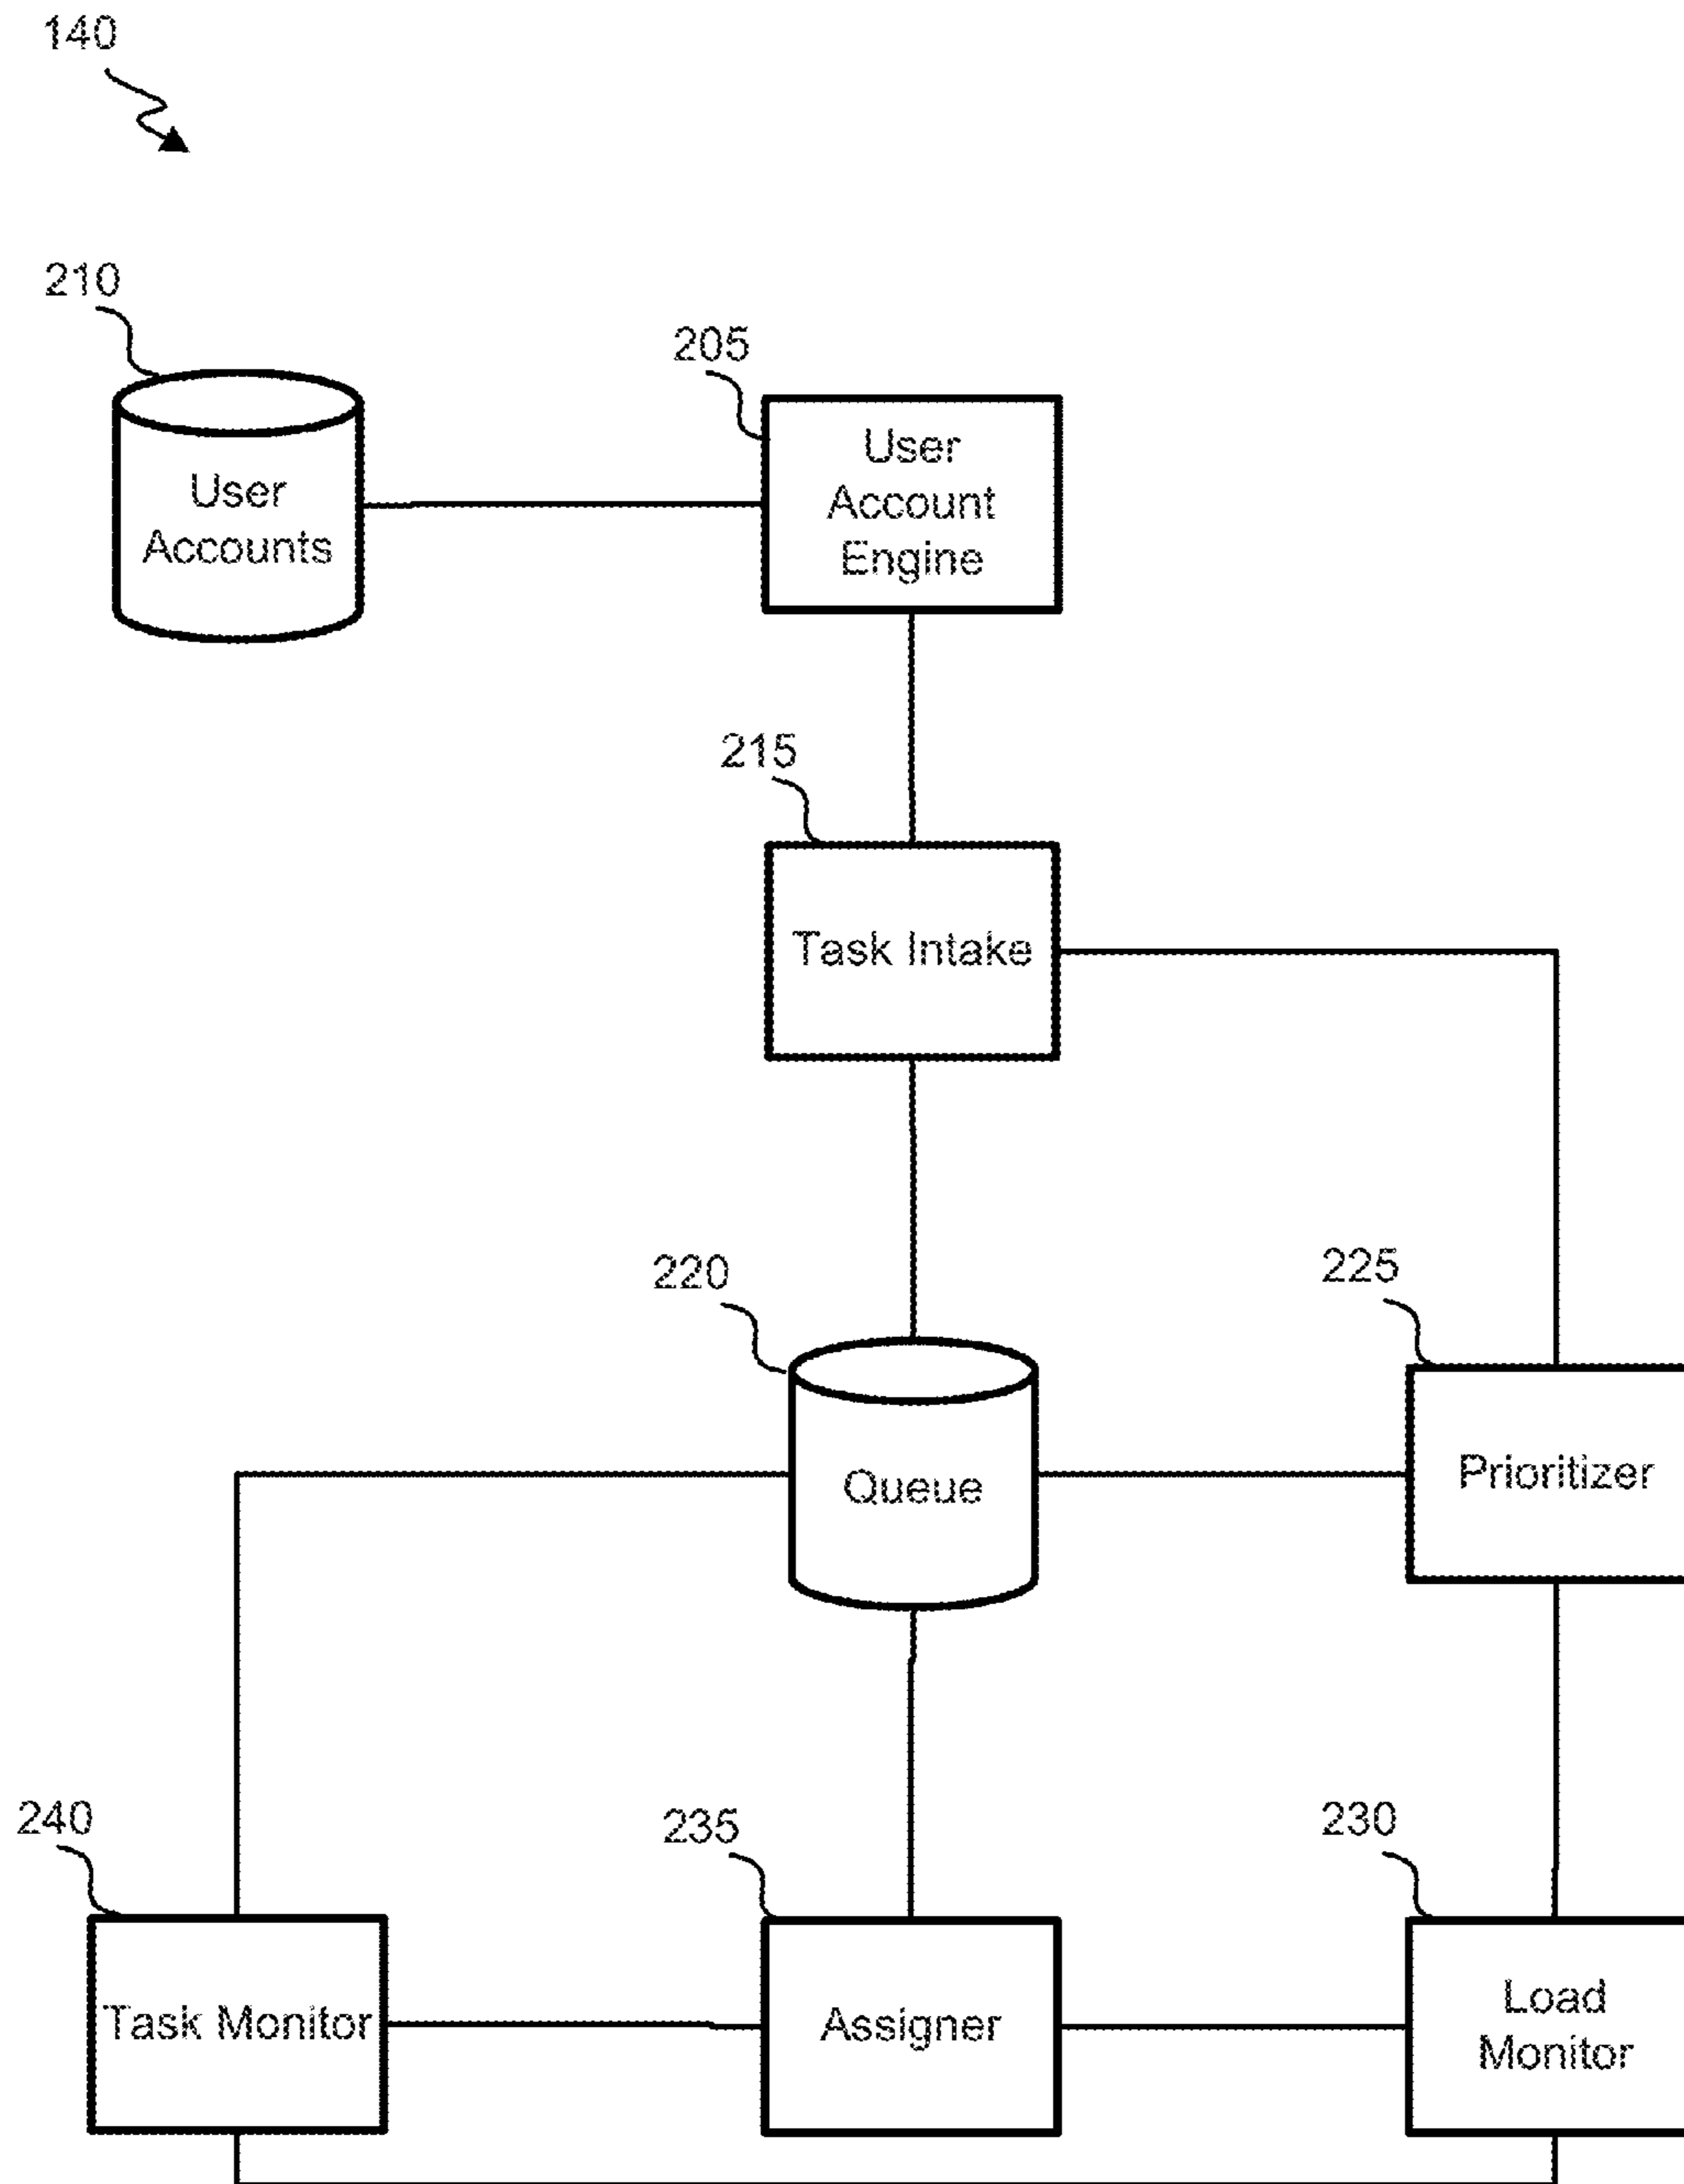 140
210
205
User
Accounts
User
Account
Engine
215
Task Intake
220
225
Queue
Prioritizer
240
235
230
Task Monitor
Assigner
Load
Monitor